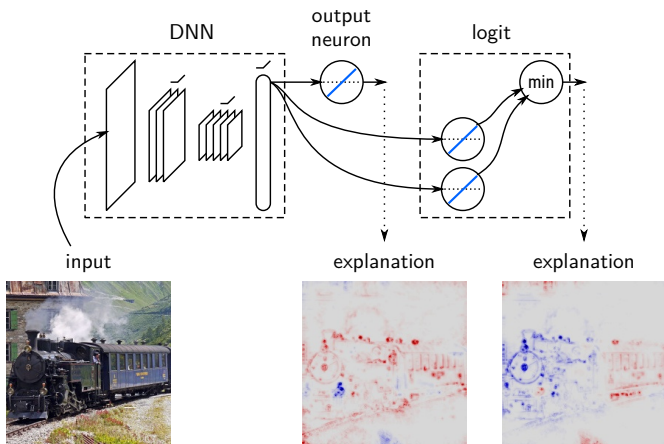 output
DNN
neuron
logit
min
input
explanation
explanation